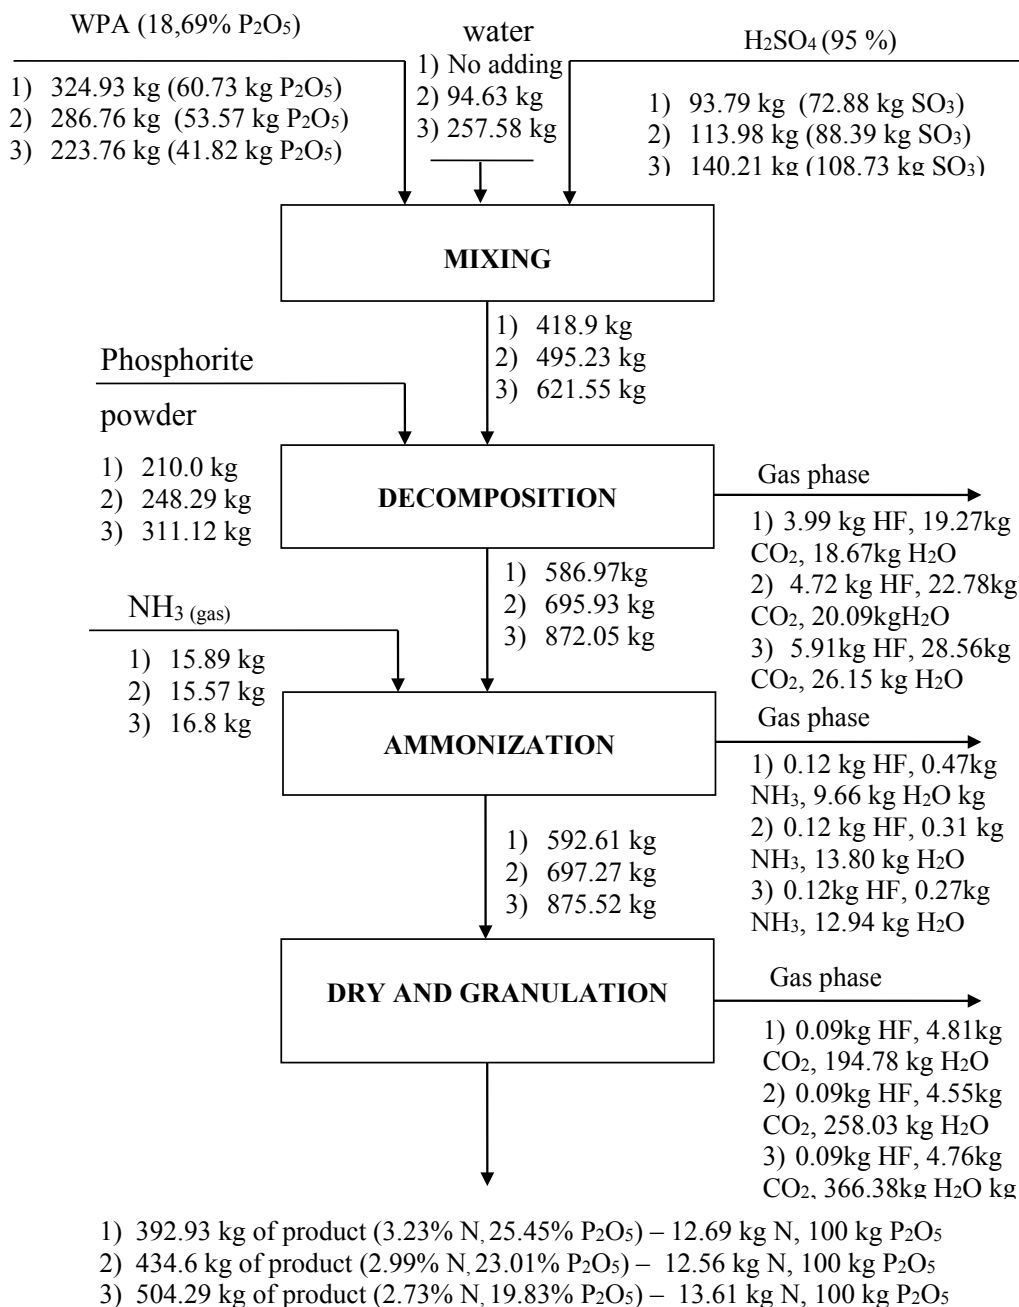 WPA (18,69% P₂O₅)
1) 324.93 kg (60.73 kg P₂O₅)
2) 286.76 kg (53.57 kg P₂O₅)
3) 223.76 kg (41.82 kg P₂O₅)
water
1) No adding
2) 94.63 kg
3) 257.58 kg
H₂SO₄ (95 %)
1) 93.79 kg (72.88 kg SO₃)
2) 113.98 kg (88.39 kg SO₃)
3) 140.21 kg (108.73 kg SO₃)
MIXING
1) 418.9 kg
2) 495.23 kg
3) 621.55 kg
Phosphorite
powder
1) 210.0 kg
2) 248.29 kg
3) 311.12 kg
DECOMPOSITION
Gas phase
1) 3.99 kg HF, 19.27kg
CO₂, 18.67kg H₂O
2) 4.72 kg HF, 22.78kg
CO₂, 20.09kgH₂O
3) 5.91kg HF, 28.56kg
CO₂, 26.15 kg H₂O
1) 586.97kg
2) 695.93 kg
3) 872.05 kg
NH₃ (gas)
1) 15.89 kg
2) 15.57 kg
3) 16.8 kg
AMMONIZATION
Gas phase
1) 0.12 kg HF, 0.47kg
NH₃, 9.66 kg H₂O kg
2) 0.12 kg HF, 0.31 kg
NH₃, 13.80 kg H₂O
3) 0.12kg HF, 0.27kg
NH₃, 12.94 kg H₂O
1) 592.61 kg
2) 697.27 kg
3) 875.52 kg
DRY AND GRANULATION
Gas phase
1) 0.09kg HF, 4.81kg
CO₂, 194.78 kg H₂O
2) 0.09kg HF, 4.55kg
CO₂, 258.03 kg H₂O
3) 0.09kg HF, 4.76kg
CO₂, 366.38kg H₂O kg
1) 392.93 kg of product (3.23% N, 25.45% P₂O₅) – 12.69 kg N, 100 kg P₂O₅
2) 434.6 kg of product (2.99% N, 23.01% P₂O₅) – 12.56 kg N, 100 kg P₂O₅
3) 504.29 kg of product (2.73% N, 19.83% P₂O₅) – 13.61 kg N, 100 kg P₂O₅